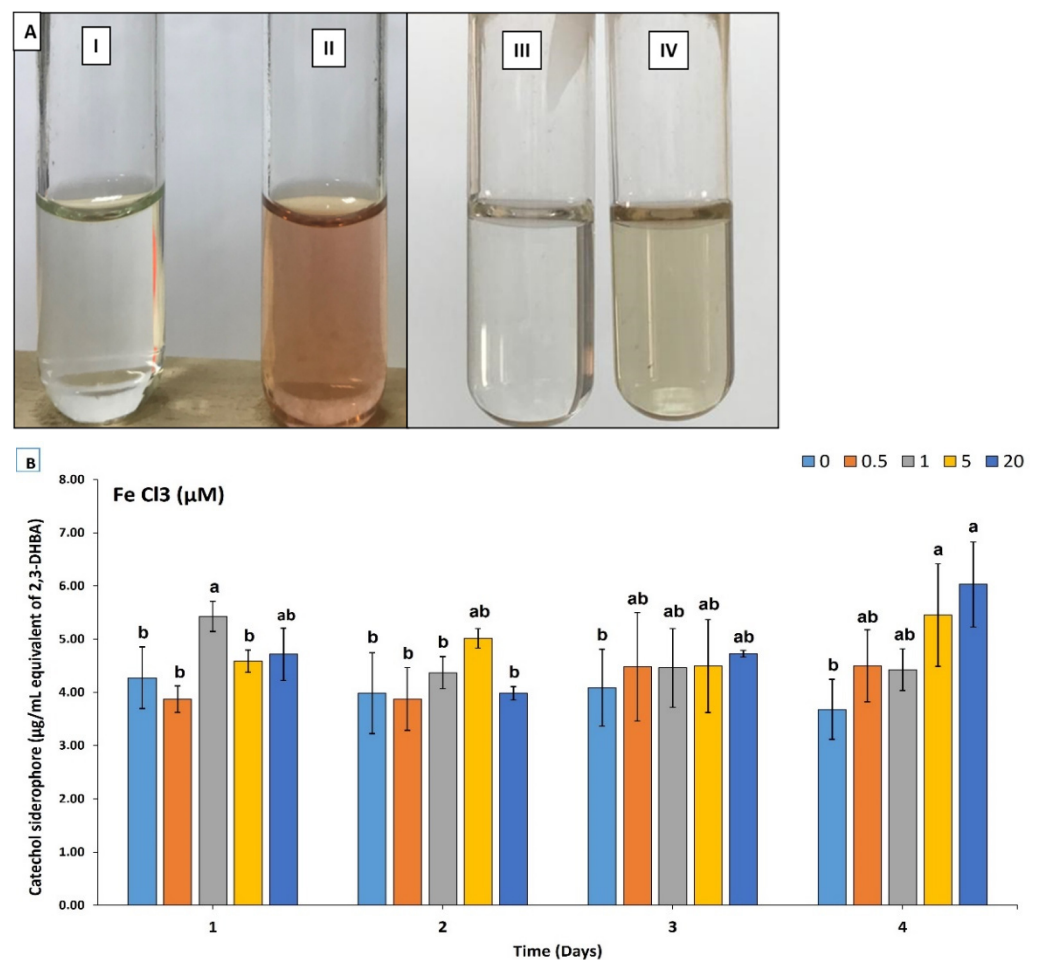 A
I
II
III
IV
B
0 0.5 1 5 20
Fe Cl3 (µM)
Catechol siderophore (µg/mL equivalent of 2,3-DHBA)
8.00
7.00
6.00
5.00
4.00
3.00
2.00
1.00
0.00
b b a b ab
b b b ab b
b ab ab ab ab
b ab ab a a
1 2 3 4
Time (Days)